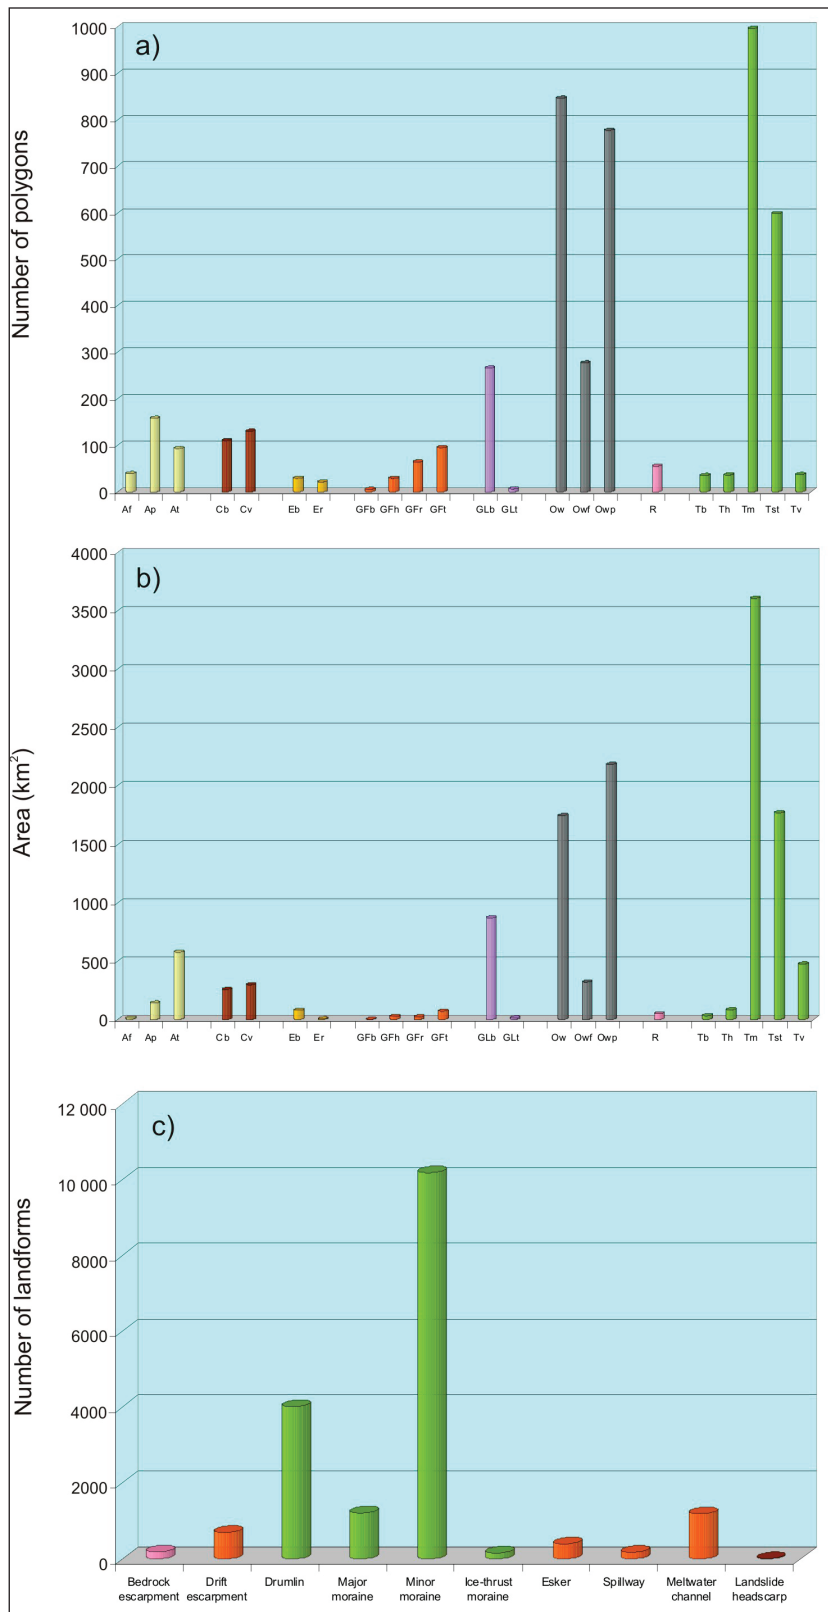 a)
Number of polygons
1000
900
800
700
600
500
400
300
200
100
0
Af Ap At Cb Cv Eb Er GFb GFh GFr GFt GLb GLt Ow Owf Owp R Tb Th Tm Tst Tv
b)
Area (km²)
4000
3500
3000
2500
2000
1500
1000
500
0
Af Ap At Cb Cv Eb Er GFb GFh GFr GFt GLb GLt Ow Owf Owp R Tb Th Tm Tst Tv
c)
Number of landforms
12 000
10 000
8000
6000
4000
2000
0
Bedrock escarpment
Drift escarpment
Drumlin
Major moraine
Minor moraine
Ice-thrust moraine
Esker
Spillway
Meltwater channel
Landslide headscarp